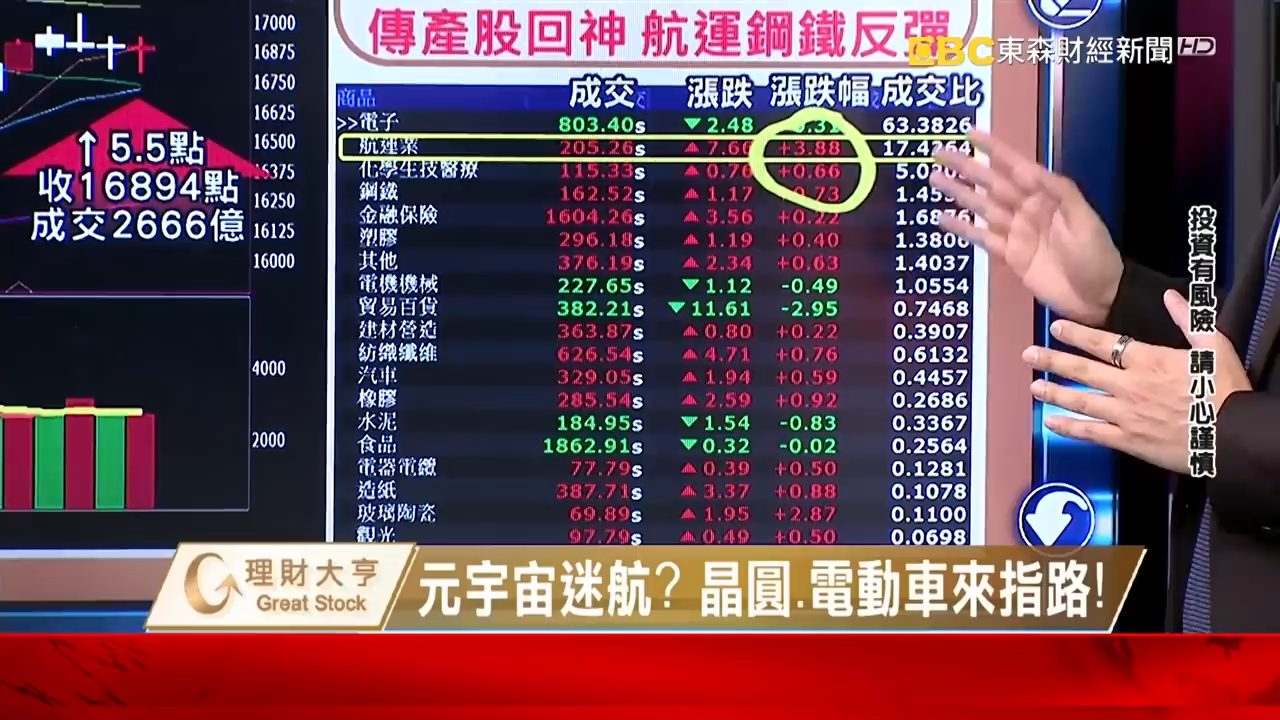 傳產股回神 航運鋼鐵反彈
EBC東森財經新聞HD
17000
16875
16750
16625
16500
16375
16250
16125
16000
↑5.5點
收16894點
成交2666億
4000
2000
商品 成交 漲跌 漲跌幅 成交比
>>電子 803.40s ▼2.48 63.3826
航運業 205.26s ▲7.66 +3.88 17.4264
化學生技醫療 115.33s ▲0.76 +0.66
鋼鐵 162.52s ▲1.17
金融保險 1604.26s ▲3.56 +0.22 1.6876
塑膠 296.18s ▲1.19 +0.40 1.3806
其他 376.19s ▲2.34 +0.63 1.4037
電機機械 227.65s ▼1.12 -0.49 1.0554
貿易百貨 382.21s ▼11.61 -2.95 0.7468
建材營造 363.87s ▲0.80 +0.22 0.3907
紡織纖維 626.54s ▲4.71 +0.76 0.6132
汽車 329.05s ▲1.94 +0.59 0.4457
橡膠 285.54s ▲2.59 +0.92 0.2686
水泥 184.95s ▼1.54 -0.83 0.3367
食品 1862.91s ▼0.32 -0.02 0.2564
電器電纜 77.79s ▲0.39 +0.50 0.1281
造紙 387.71s ▲3.37 +0.88 0.1078
玻璃陶瓷 69.89s ▲1.95 +2.87 0.1100
觀光 97.79s ▲0.49 +0.50 0.0698
投資有風險 請小心謹慎
理財大亨
Great Stock
元宇宙迷航? 晶圓.電動車來指路!